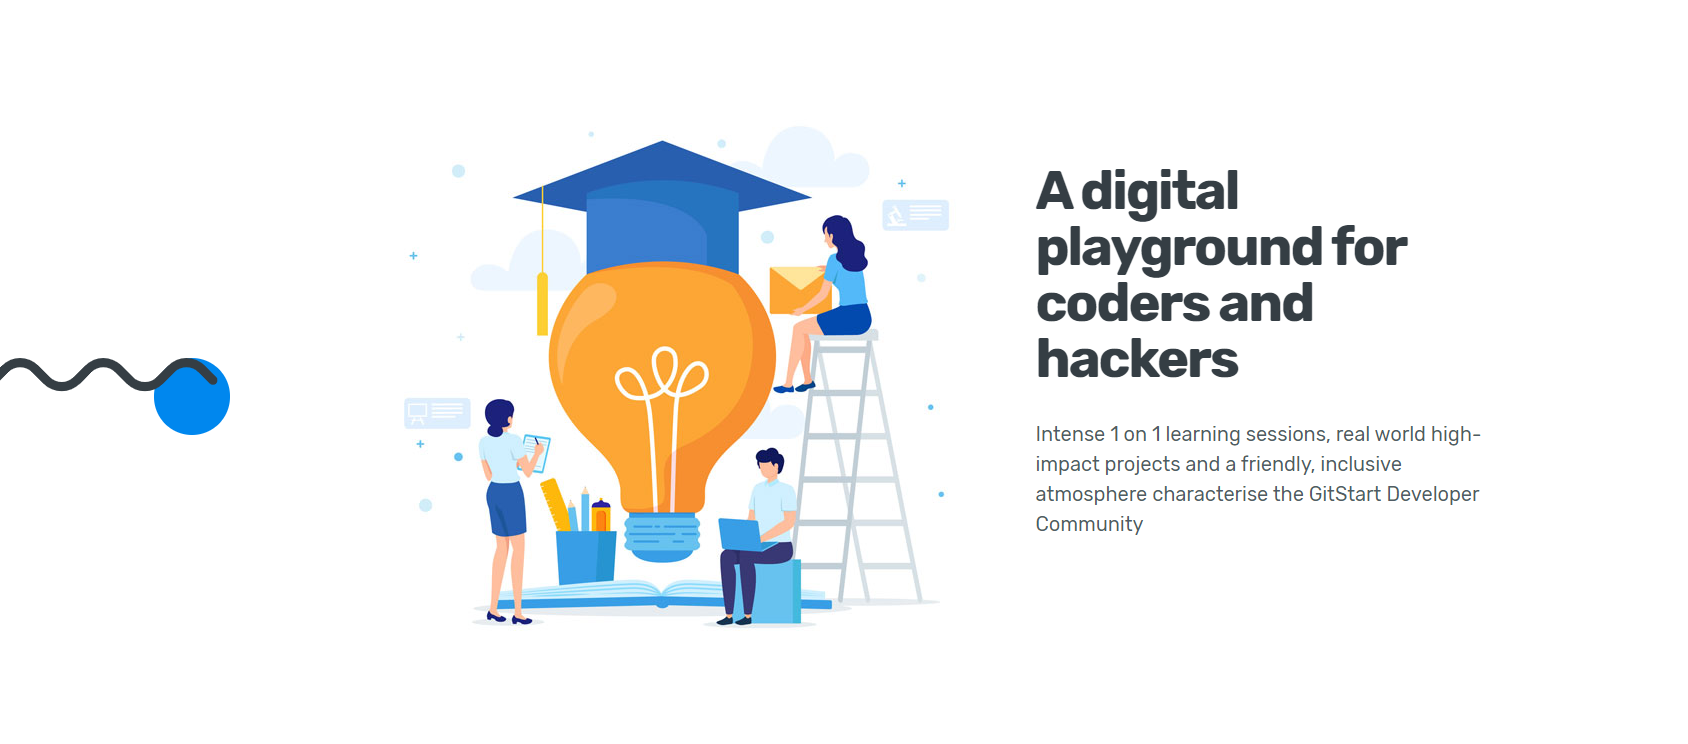 A digital
playground for
coders and
hackers
Intense 1 on 1 learning sessions, real world high-
impact projects and a friendly, inclusive
atmosphere characterise the GitStart Developer
Community